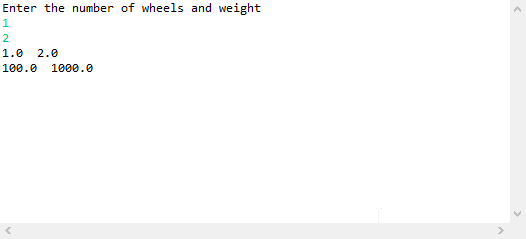 Enter the number of wheels and weight
1
2
1.0  2.0
100.0  1000.0